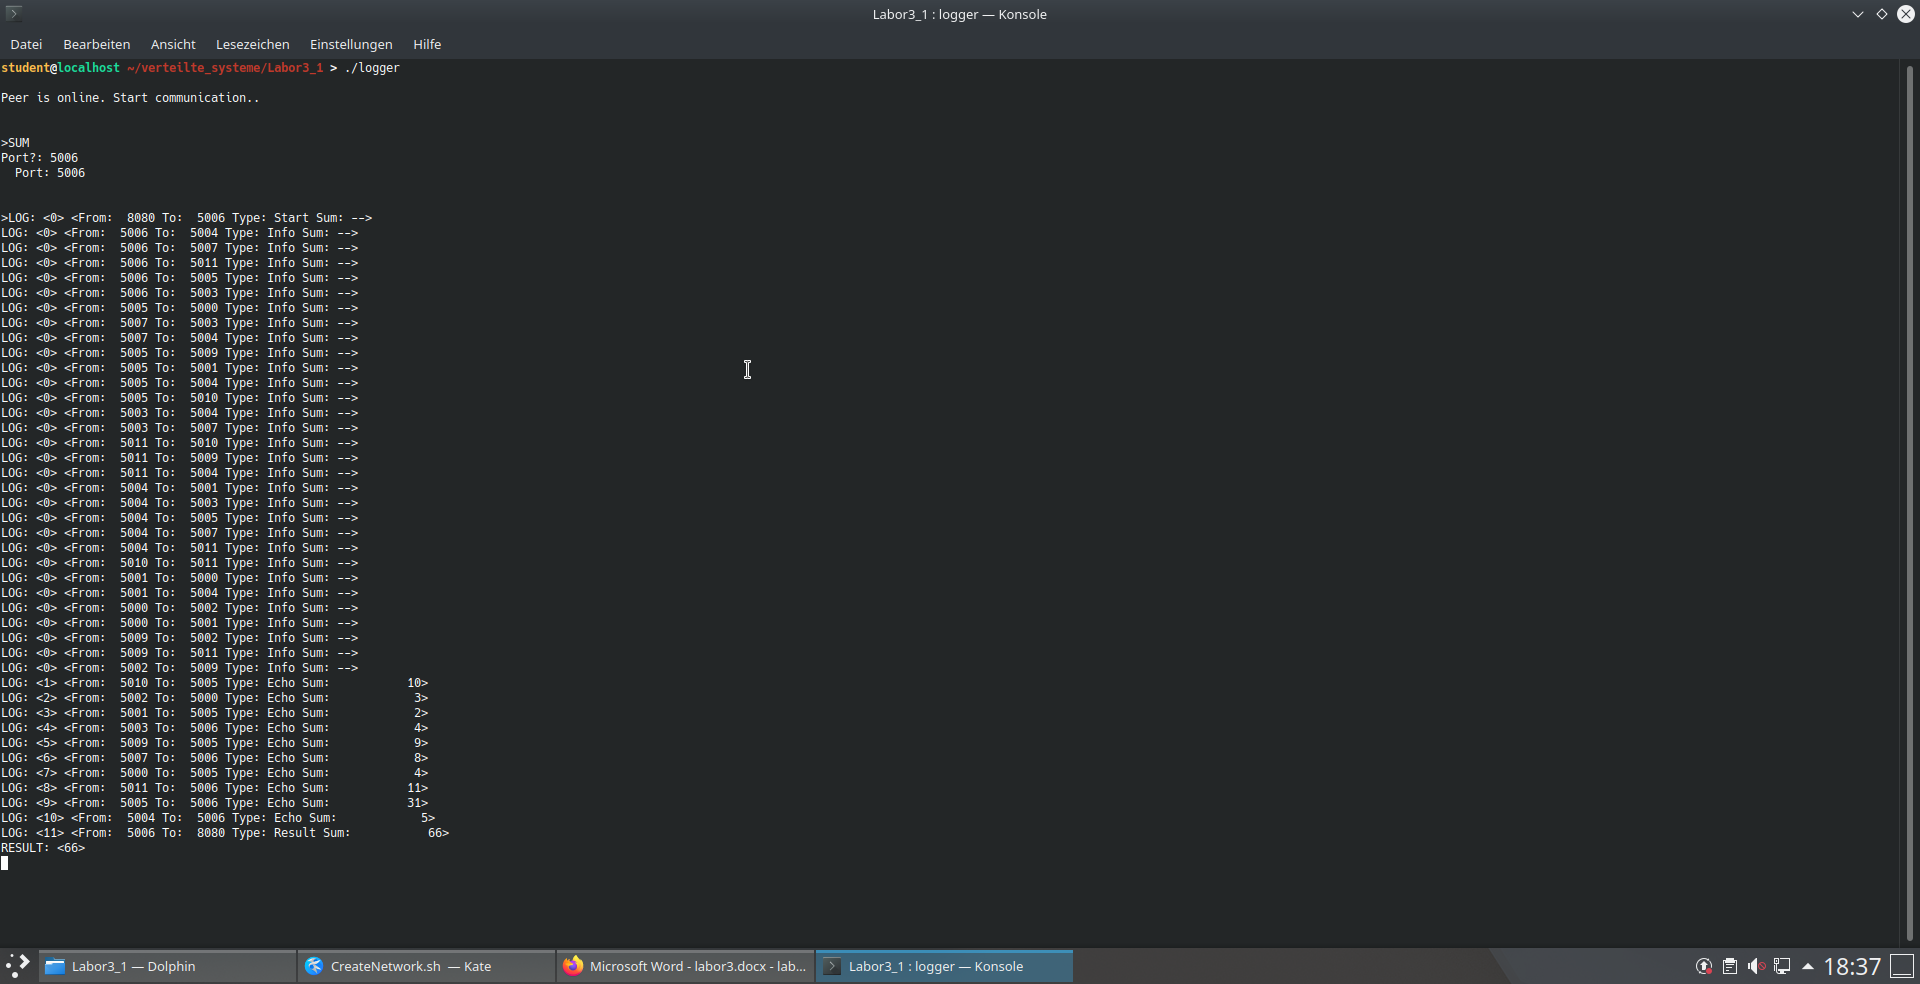 Labor3_1 : logger — Konsole
Datei Bearbeiten Ansicht Lesezeichen Einstellungen Hilfe
student@localhost ~/verteilte_systeme/Labor3_1 > ./logger
Peer is online. Start communication..
>SUM
Port?: 5006
  Port: 5006
>LOG: <0> <From:  8080 To:  5006 Type: Start Sum: -->
LOG: <0> <From:  5006 To:  5004 Type: Info Sum: -->
LOG: <0> <From:  5006 To:  5007 Type: Info Sum: -->
LOG: <0> <From:  5006 To:  5011 Type: Info Sum: -->
LOG: <0> <From:  5006 To:  5005 Type: Info Sum: -->
LOG: <0> <From:  5006 To:  5003 Type: Info Sum: -->
LOG: <0> <From:  5005 To:  5000 Type: Info Sum: -->
LOG: <0> <From:  5007 To:  5003 Type: Info Sum: -->
LOG: <0> <From:  5007 To:  5004 Type: Info Sum: -->
LOG: <0> <From:  5005 To:  5009 Type: Info Sum: -->
LOG: <0> <From:  5005 To:  5001 Type: Info Sum: -->
LOG: <0> <From:  5005 To:  5004 Type: Info Sum: -->
LOG: <0> <From:  5005 To:  5010 Type: Info Sum: -->
LOG: <0> <From:  5003 To:  5004 Type: Info Sum: -->
LOG: <0> <From:  5003 To:  5007 Type: Info Sum: -->
LOG: <0> <From:  5011 To:  5010 Type: Info Sum: -->
LOG: <0> <From:  5011 To:  5009 Type: Info Sum: -->
LOG: <0> <From:  5011 To:  5004 Type: Info Sum: -->
LOG: <0> <From:  5004 To:  5001 Type: Info Sum: -->
LOG: <0> <From:  5004 To:  5003 Type: Info Sum: -->
LOG: <0> <From:  5004 To:  5005 Type: Info Sum: -->
LOG: <0> <From:  5004 To:  5007 Type: Info Sum: -->
LOG: <0> <From:  5004 To:  5011 Type: Info Sum: -->
LOG: <0> <From:  5010 To:  5011 Type: Info Sum: -->
LOG: <0> <From:  5001 To:  5000 Type: Info Sum: -->
LOG: <0> <From:  5001 To:  5004 Type: Info Sum: -->
LOG: <0> <From:  5000 To:  5002 Type: Info Sum: -->
LOG: <0> <From:  5000 To:  5001 Type: Info Sum: -->
LOG: <0> <From:  5009 To:  5002 Type: Info Sum: -->
LOG: <0> <From:  5009 To:  5011 Type: Info Sum: -->
LOG: <0> <From:  5002 To:  5009 Type: Info Sum: -->
LOG: <1> <From:  5010 To:  5005 Type: Echo Sum:           10>
LOG: <2> <From:  5002 To:  5000 Type: Echo Sum:            3>
LOG: <3> <From:  5001 To:  5005 Type: Echo Sum:            2>
LOG: <4> <From:  5003 To:  5006 Type: Echo Sum:            4>
LOG: <5> <From:  5009 To:  5005 Type: Echo Sum:            9>
LOG: <6> <From:  5007 To:  5006 Type: Echo Sum:            8>
LOG: <7> <From:  5000 To:  5005 Type: Echo Sum:            4>
LOG: <8> <From:  5011 To:  5006 Type: Echo Sum:           11>
LOG: <9> <From:  5005 To:  5006 Type: Echo Sum:           31>
LOG: <10> <From:  5004 To:  5006 Type: Echo Sum:            5>
LOG: <11> <From:  5006 To:  8080 Type: Result Sum:           66>
RESULT: <66>
Labor3_1 — Dolphin CreateNetwork.sh — Kate Microsoft Word - labor3.docx - lab... Labor3_1 : logger — Konsole 18:37